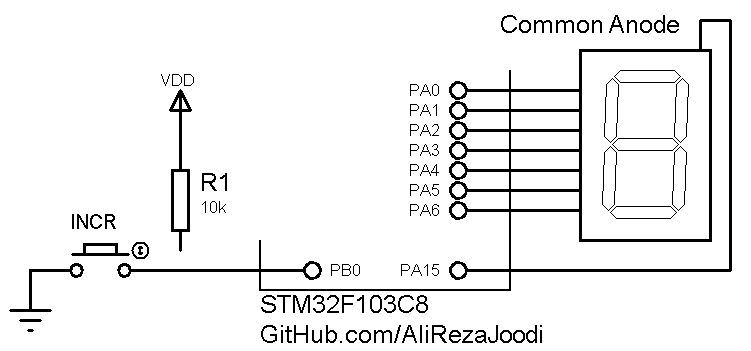 Common Anode
VDD
PA0
PA1
PA2
PA3
PA4
PA5
PA6
R1
10k
INCR
PB0
PA15
STM32F103C8
GitHub.com/AliRezaJoodi